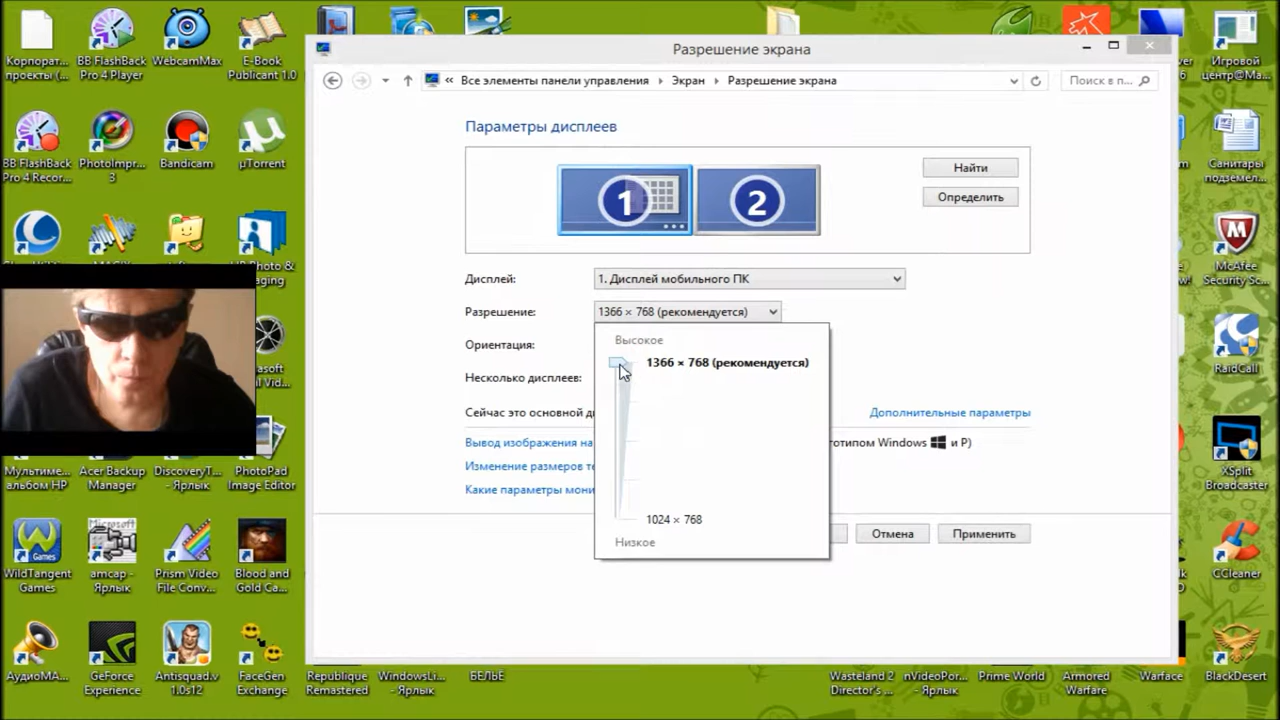 Разрешение экрана
« Все элементы панели управления
Экран
Разрешение экрана
Поиск в п...
Параметры дисплеев
1
2
Найти
Определить
Дисплей:
1. Дисплей мобильного ПК
Разрешение:
1366 × 768 (рекомендуется)
Ориентация:
Несколько дисплеев:
Высокое
1366 × 768 (рекомендуется)
1024 × 768
Низкое
Сейчас это основной д
Дополнительные параметры
Вывод изображения на
и P)
Изменение размеров те
Какие параметры мони
Отмена
Применить
Корпорат...
проекты (...
BB FlashBack
Pro 4 Player
WebcamMax
E-Book
Publicant 1.0
Игровой
центр@Ma...
BB FlashBack
Pro 4 Recor...
PhotoImpr...
3
Bandicam
µTorrent
Санитары
подземел...
McAfee
Security Sc...
RaidCall
Мультиме...
альбом HP
Acer Backup
Manager
DiscoveryT...
- Ярлык
PhotoPad
Image Editor
XSplit
Broadcaster
WildTangent
Games
amcap -
Ярлык
Prism Video
File Conv...
Blood and
Gold Ca...
CCleaner
АудиоМА...
GeForce
Experience
Antisquad.v
1.0s12
FaceGen
Exchange
Republique
Remastered
WindowsLi...
- Ярлык
БЕЛЬЁ
Wasteland 2
Director's ...
nVideoPor...
- Ярлык
Prime World
Armored
Warfare
Warface
BlackDesert